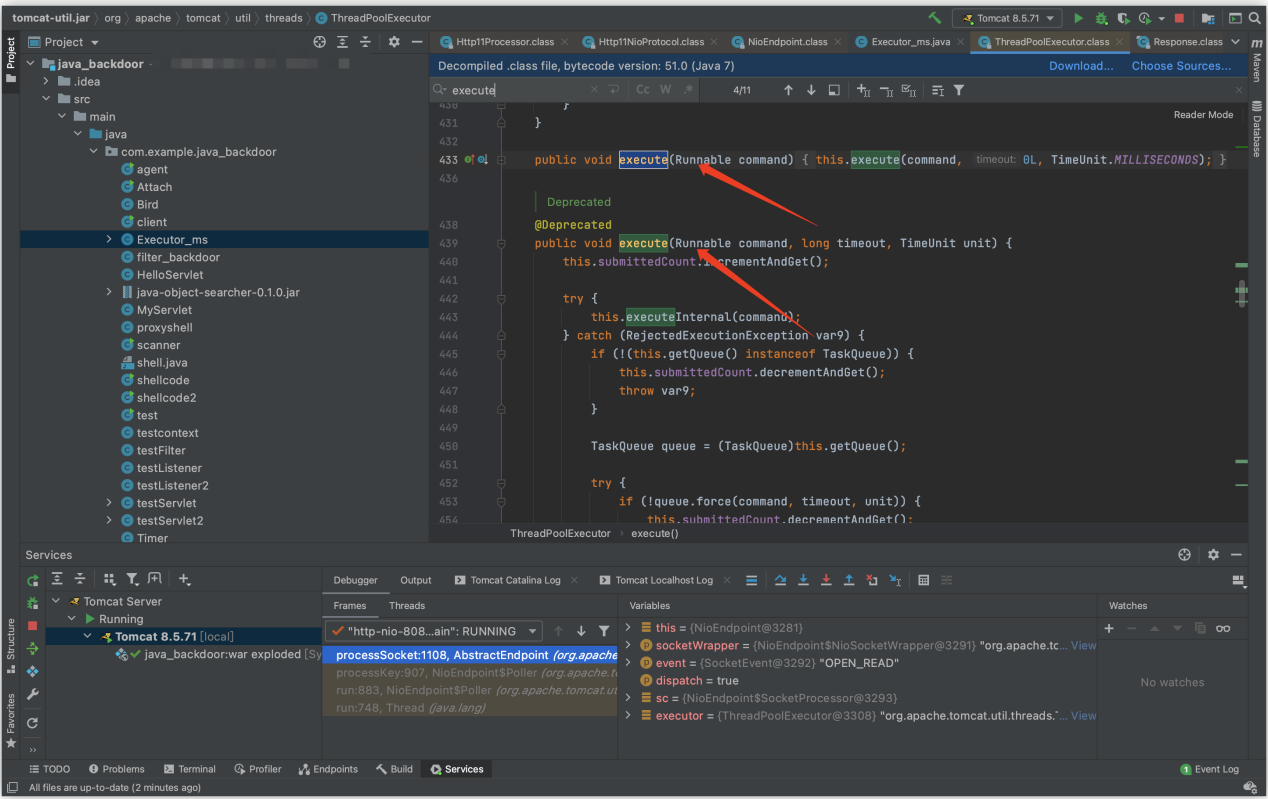 tomcat-util.jar › org › apache › tomcat › util › threads › ThreadPoolExecutor
Tomcat 8.5.71
Project
Http11Processor.class
Http11NioProtocol.class
NioEndpoint.class
Executor_ms.java
ThreadPoolExecutor.class
Response.class
Project
Maven
Database
Structure
Favorites
java_backdoor
.idea
src
main
java
com.example.java_backdoor
agent
Attach
Bird
client
Executor_ms
filter_backdoor
HelloServlet
java-object-searcher-0.1.0.jar
MyServlet
proxyshell
scanner
shell.java
shellcode
shellcode2
test
testcontext
testFilter
testListener
testListener2
testServlet
testServlet2
Timer
Decompiled .class file, bytecode version: 51.0 (Java 7)
Download...
Choose Sources...
execute
Cc
W
.*
4/11
Reader Mode
430 }
431 }
432
433 public void execute(Runnable command) { this.execute(command, timeout: 0L, TimeUnit.MILLISECONDS); }
436
Deprecated
438 @Deprecated
439 public void execute(Runnable command, long timeout, TimeUnit unit) {
440 this.submittedCount.incrementAndGet();
441
442 try {
443 this.executeInternal(command);
444 } catch (RejectedExecutionException var9) {
445 if (!(this.getQueue() instanceof TaskQueue)) {
446 this.submittedCount.decrementAndGet();
447 throw var9;
448 }
449
450 TaskQueue queue = (TaskQueue)this.getQueue();
451
452 try {
453 if (!queue.force(command, timeout, unit)) {
454 this.submittedCount.decrementAndGet();
ThreadPoolExecutor › execute()
Services
Tomcat Server
Running
Tomcat 8.5.71 [local]
java_backdoor:war exploded [Sy
Debugger
Output
Tomcat Catalina Log
Tomcat Localhost Log
Frames
Threads
"http-nio-808...ain": RUNNING
processSocket:1108, AbstractEndpoint (org.apache
processKey:907, NioEndpoint$Poller (org.apache.tomca
run:883, NioEndpoint$Poller (org.apache.tomcat.ut
run:748, Thread (java.lang)
Variables
this = {NioEndpoint@3281}
socketWrapper = {NioEndpoint$NioSocketWrapper@3291} "org.apache.tc... View
event = {SocketEvent@3292} "OPEN_READ"
dispatch = true
sc = {NioEndpoint$SocketProcessor@3293}
executor = {ThreadPoolExecutor@3308} "org.apache.tomcat.util.threads.... View
Watches
No watches
TODO
Problems
Terminal
Profiler
Endpoints
Build
Services
1 Event Log
All files are up-to-date (2 minutes ago)